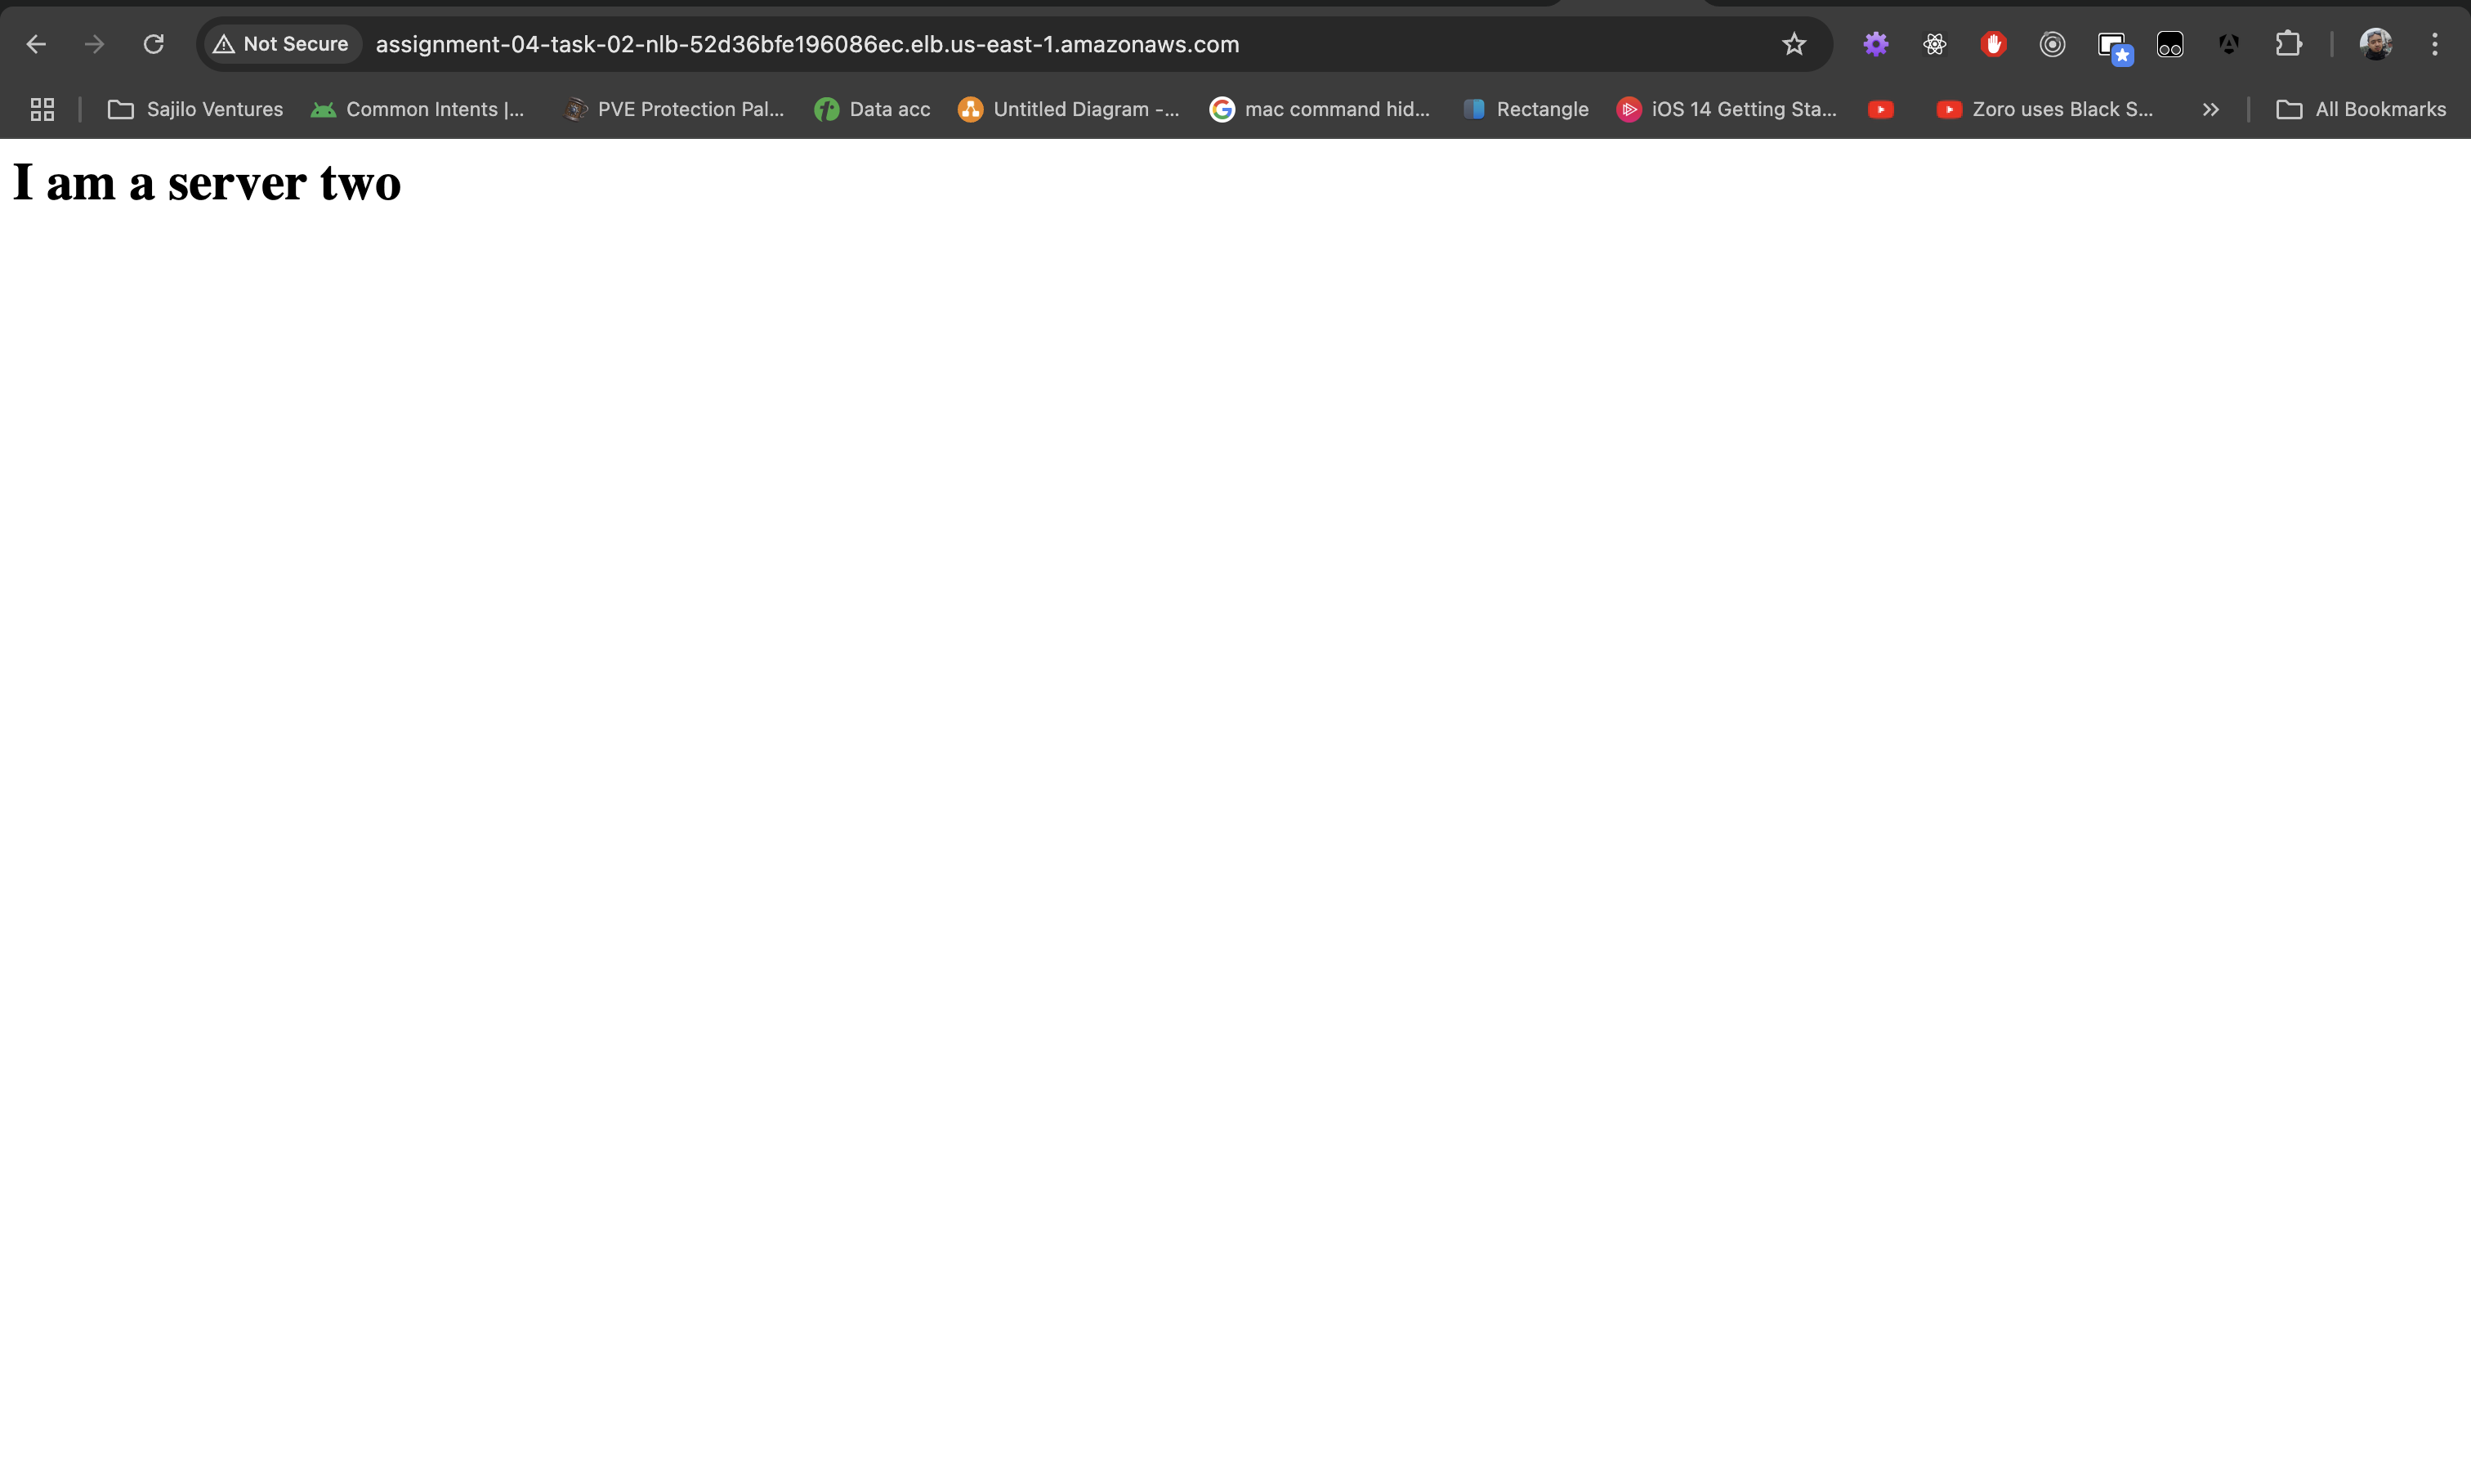 Not Secure assignment-04-task-02-nlb-52d36bfe196086ec.elb.us-east-1.amazonaws.com
Sajilo Ventures Common Intents |... PVE Protection Pal... Data acc Untitled Diagram -... mac command hid... Rectangle iOS 14 Getting Sta... Zoro uses Black S... » All Bookmarks
I am a server two